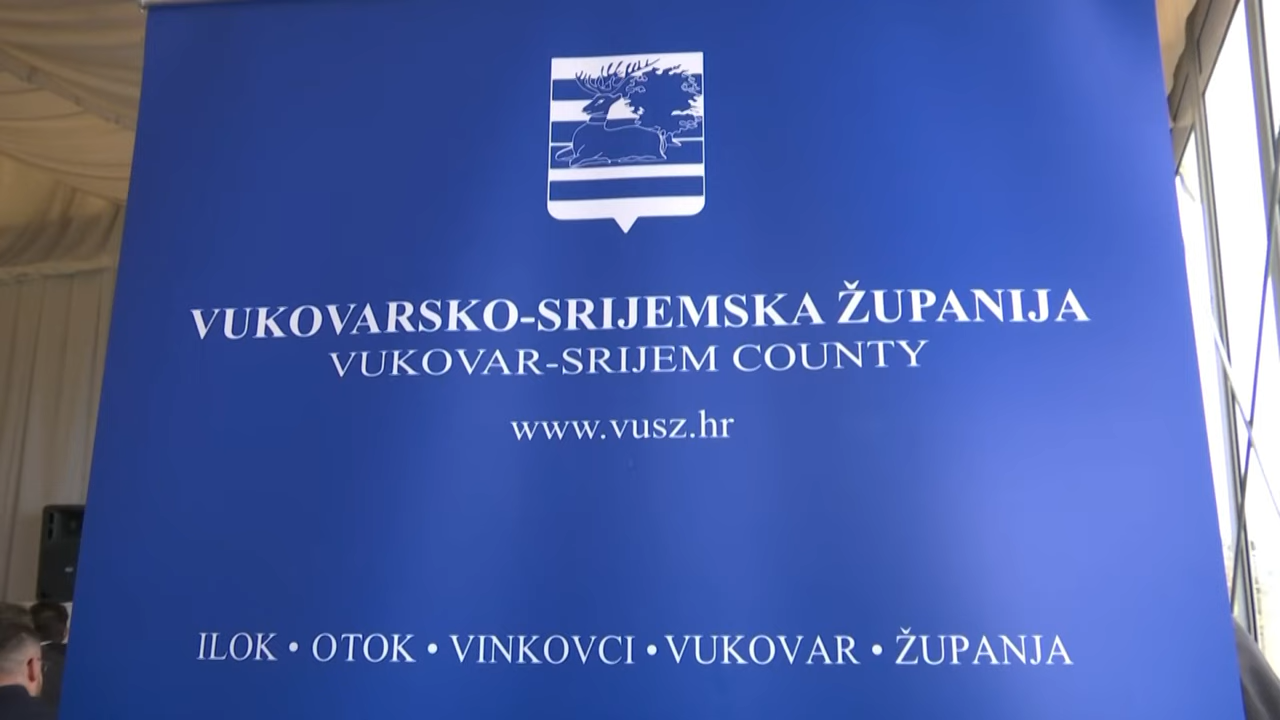 VUKOVARSKO-SRIJEMSKA ŽUPANIJA
VUKOVAR-SRIJEM COUNTY
www.vusz.hr
ILOK • OTOK • VINKOVCI • VUKOVAR • ŽUPANJA